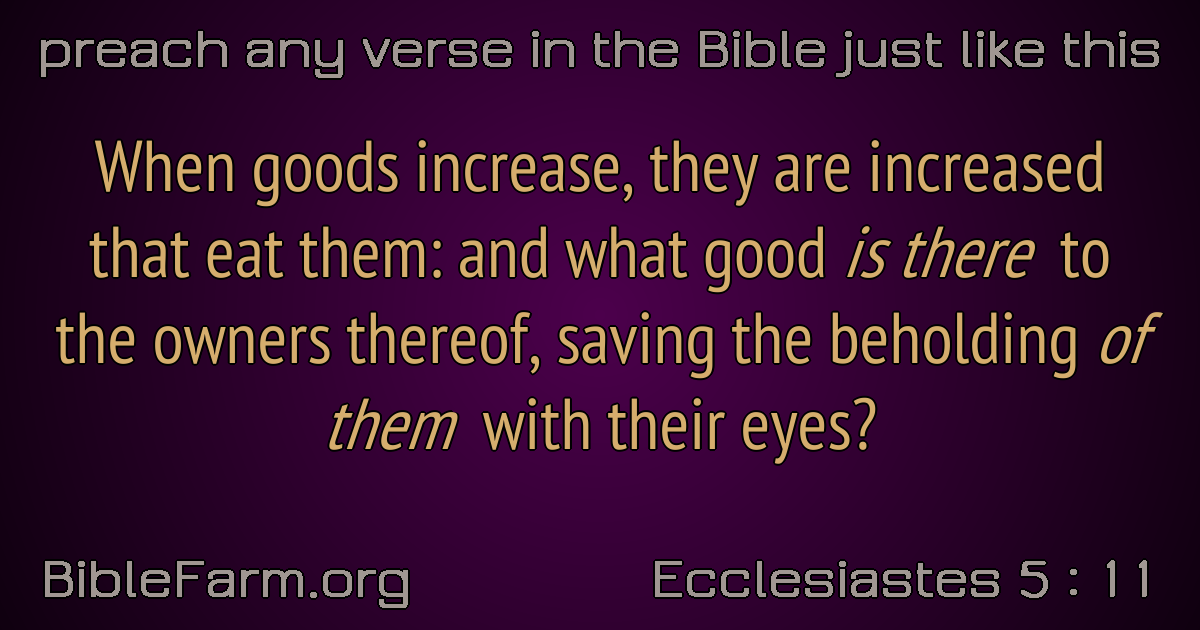 preach any verse in the Bible just like this
When goods increase, they are increased
that eat them: and what good is there to
the owners thereof, saving the beholding of
them with their eyes?
BibleFarm.org
Ecclesiastes 5 : 11